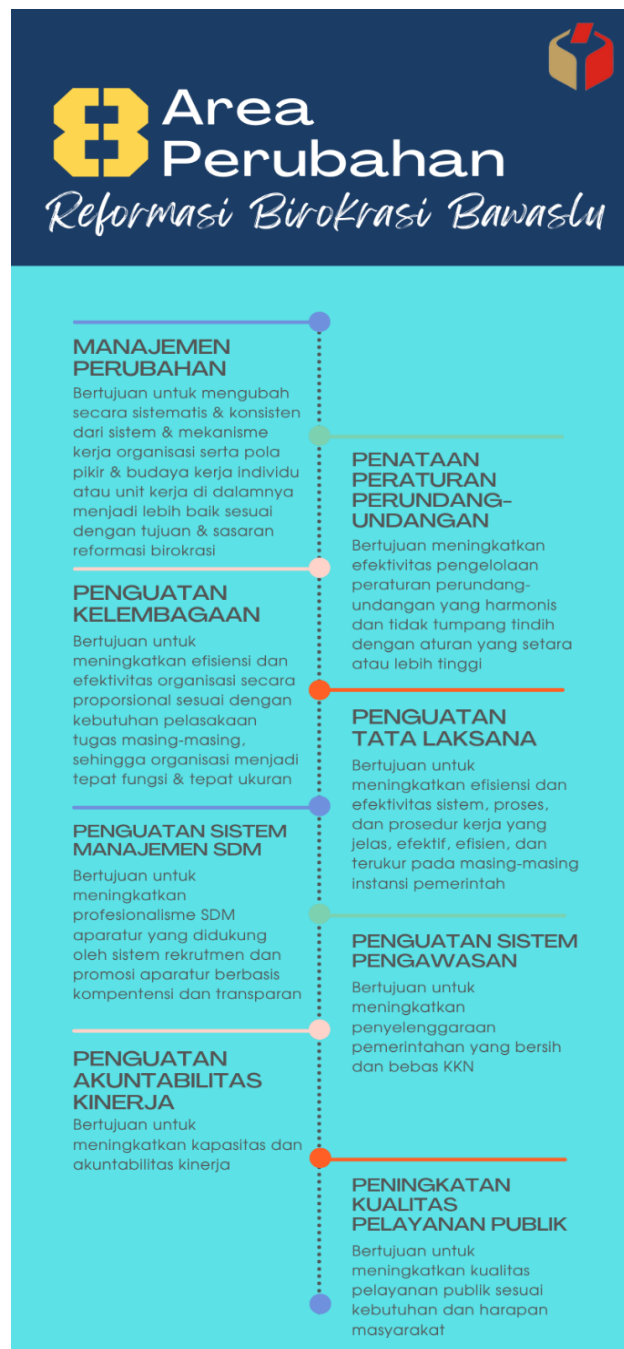 8 Area
Perubahan
Reformasi Birokrasi Bawaslu
MANAJEMEN
PERUBAHAN
Bertujuan untuk mengubah
secara sistematis & konsisten
dari sistem & mekanisme
kerja organisasi serta pola
pikir & budaya kerja individu
atau unit kerja di dalamnya
menjadi lebih baik sesuai
dengan tujuan & sasaran
reformasi birokrasi
PENATAAN
PERATURAN
PERUNDANG-
UNDANGAN
Bertujuan meningkatkan
efektivitas pengelolaan
peraturan perundang-
undangan yang harmonis
dan tidak tumpang tindih
dengan aturan yang setara
atau lebih tinggi
PENGUATAN
KELEMBAGAAN
Bertujuan untuk
meningkatkan efisiensi dan
efektivitas organisasi secara
proporsional sesuai dengan
kebutuhan pelasakaan
tugas masing-masing,
sehingga organisasi menjadi
tepat fungsi & tepat ukuran
PENGUATAN
TATA LAKSANA
Bertujuan untuk
meningkatkan efisiensi dan
efektivitas sistem, proses,
dan prosedur kerja yang
jelas, efektif, efisien, dan
terukur pada masing-masing
instansi pemerintah
PENGUATAN SISTEM
MANAJEMEN SDM
Bertujuan untuk
meningkatkan
profesionalisme SDM
aparatur yang didukung
oleh sistem rekrutmen dan
promosi aparatur berbasis
kompentensi dan transparan
PENGUATAN SISTEM
PENGAWASAN
Bertujuan untuk
meningkatkan
penyelenggaraan
pemerintahan yang bersih
dan bebas KKN
PENGUATAN
AKUNTABILITAS
KINERJA
Bertujuan untuk
meningkatkan kapasitas dan
akuntabilitas kinerja
PENINGKATAN
KUALITAS
PELAYANAN PUBLIK
Bertujuan untuk
meningkatkan kualitas
pelayanan publik sesuai
kebutuhan dan harapan
masyarakat